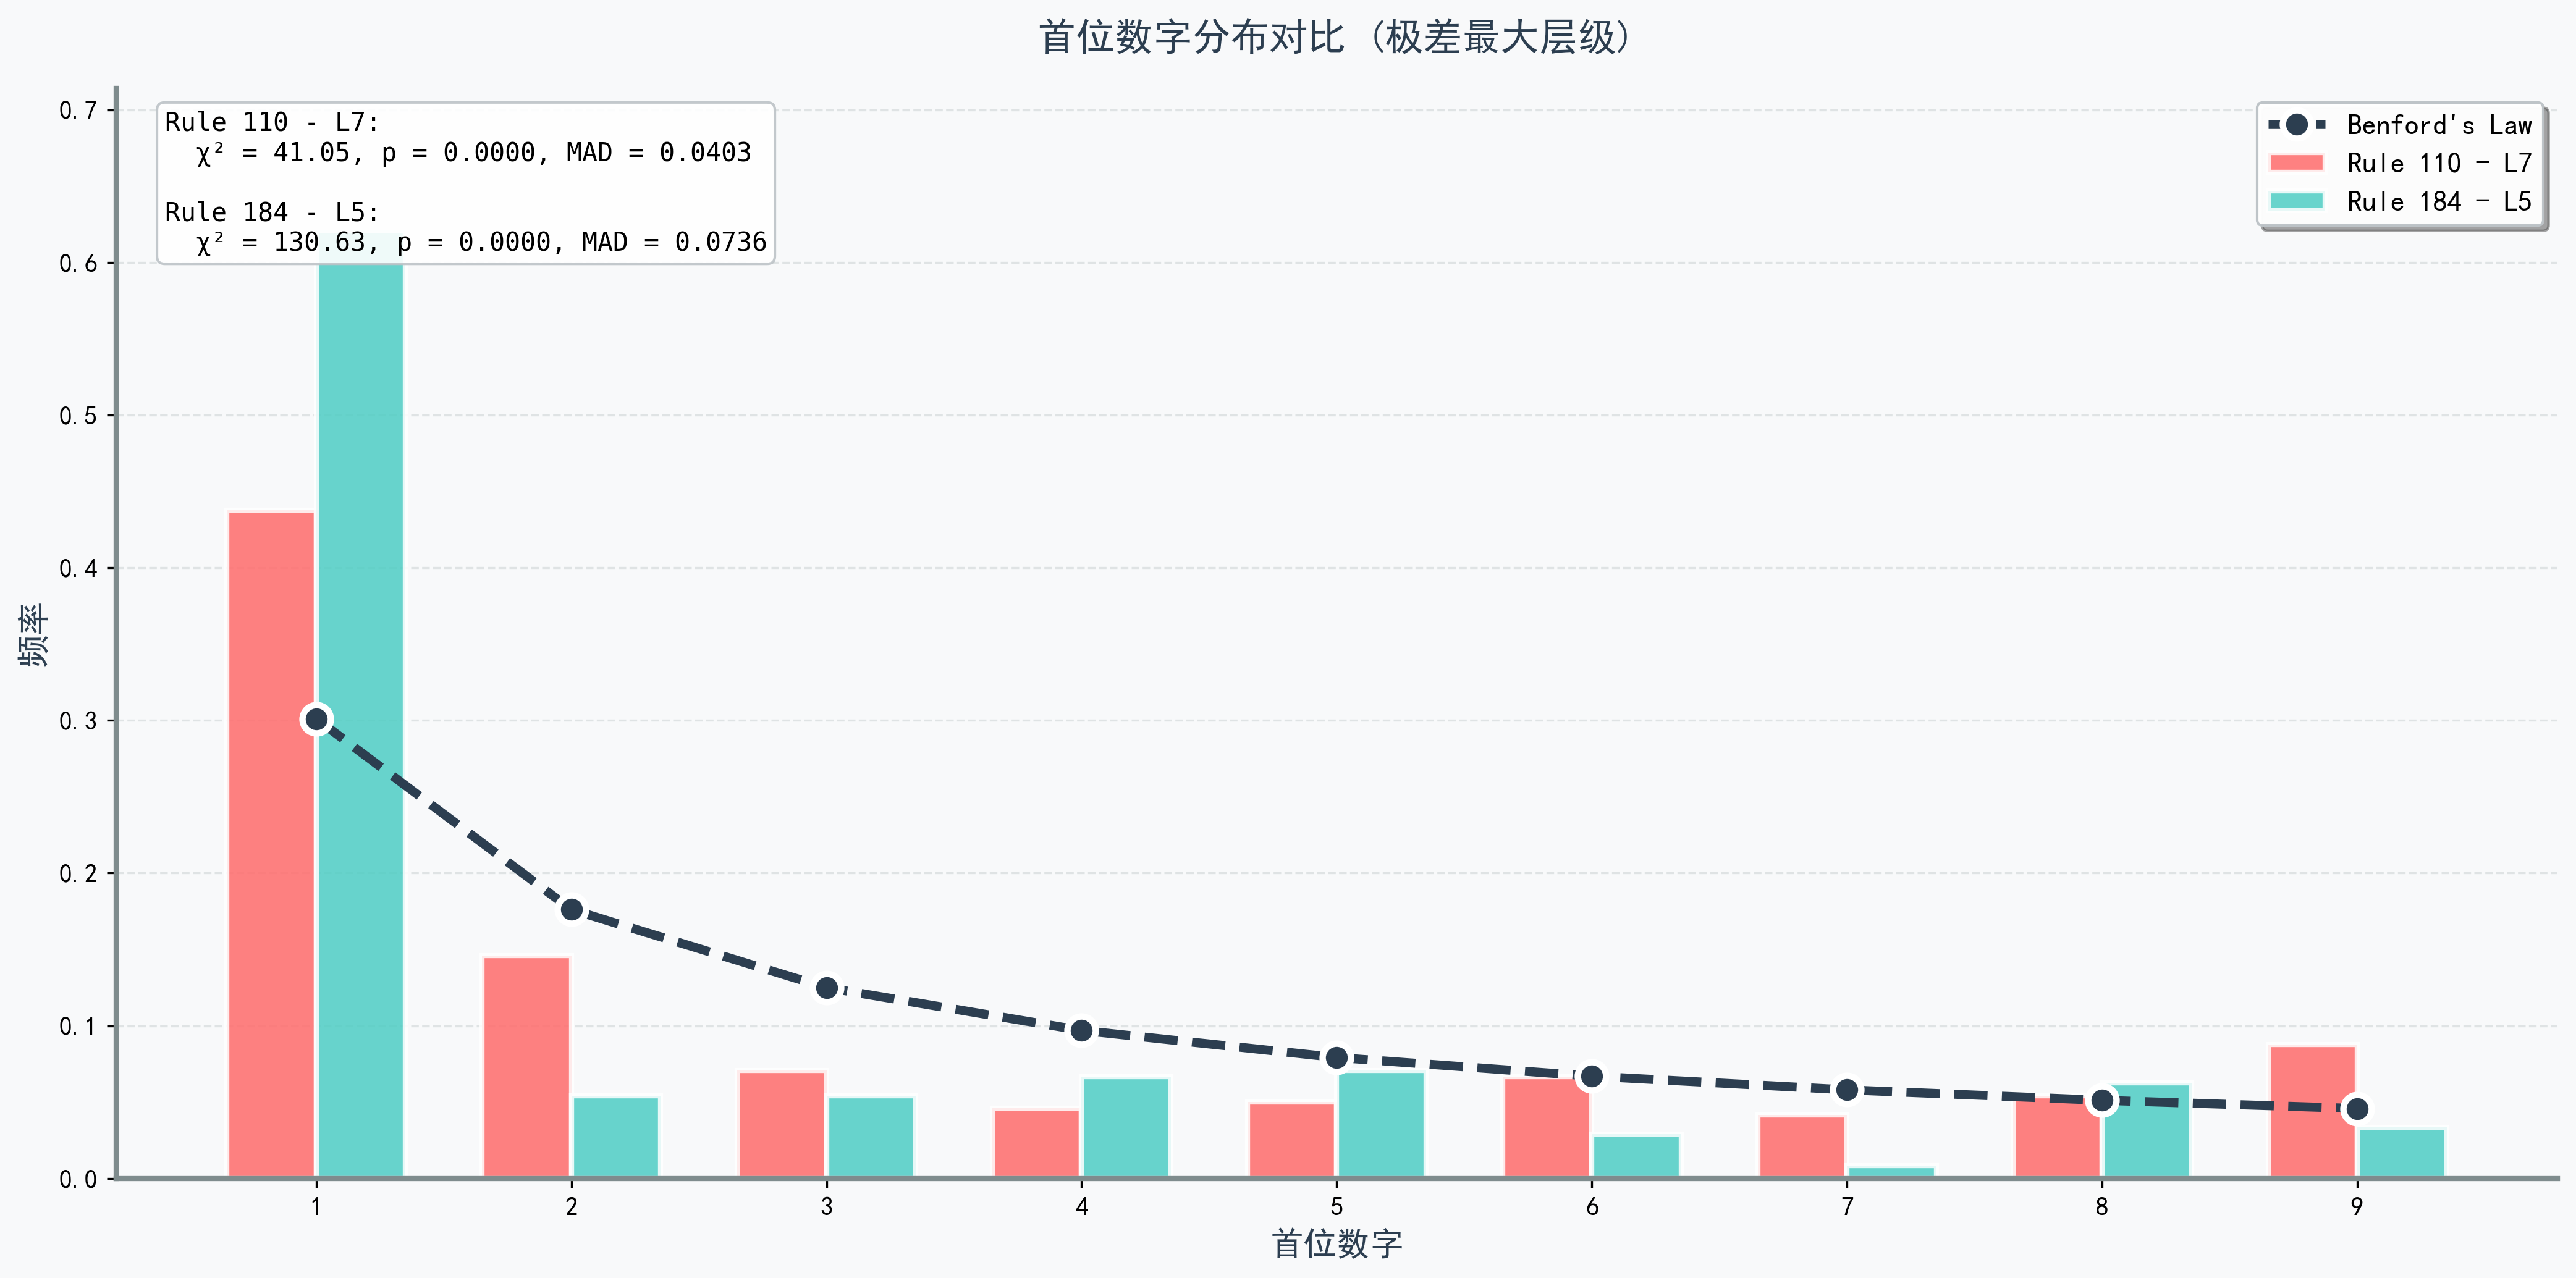 首位数字分布对比 (极差最大层级)
Rule 110 - L7:
χ² = 41.05, p = 0.0000, MAD = 0.0403
Rule 184 - L5:
χ² = 130.63, p = 0.0000, MAD = 0.0736
Benford's Law
Rule 110 - L7
Rule 184 - L5
频率
0.7
0.6
0.5
0.4
0.3
0.2
0.1
0.0
1 2 3 4 5 6 7 8 9
首位数字